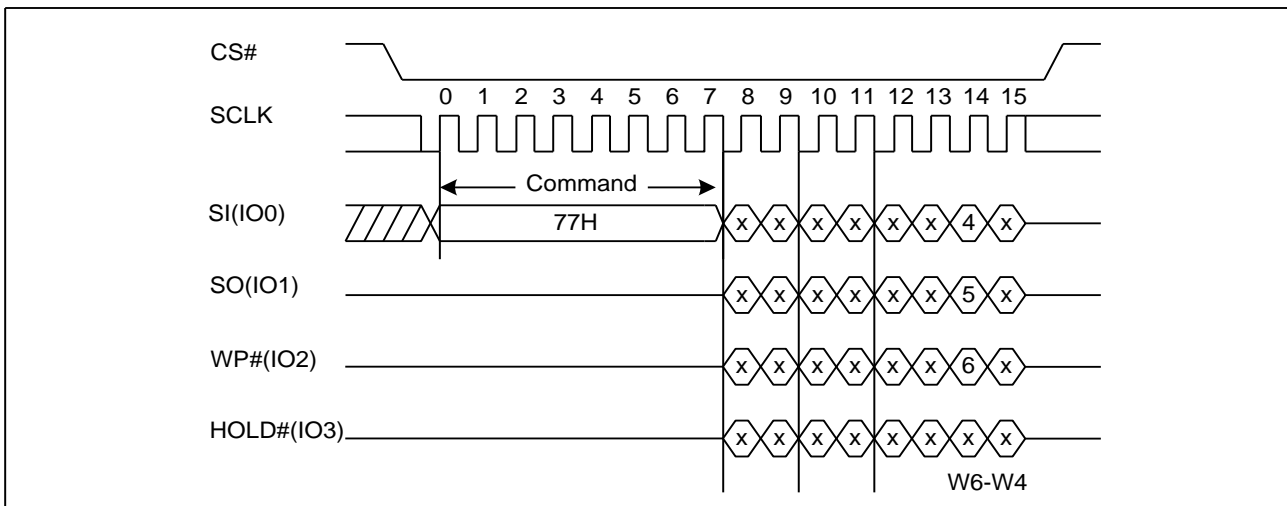 CS#
0 1 2 3 4 5 6 7 8 9 10 11 12 13 14 15
SCLK
Command
SI(IO0) 77H x x x x x x 4 x
SO(IO1) x x x x x x 5 x
WP#(IO2) x x x x x x 6 x
HOLD#(IO3) x x x x x x x x
W6-W4